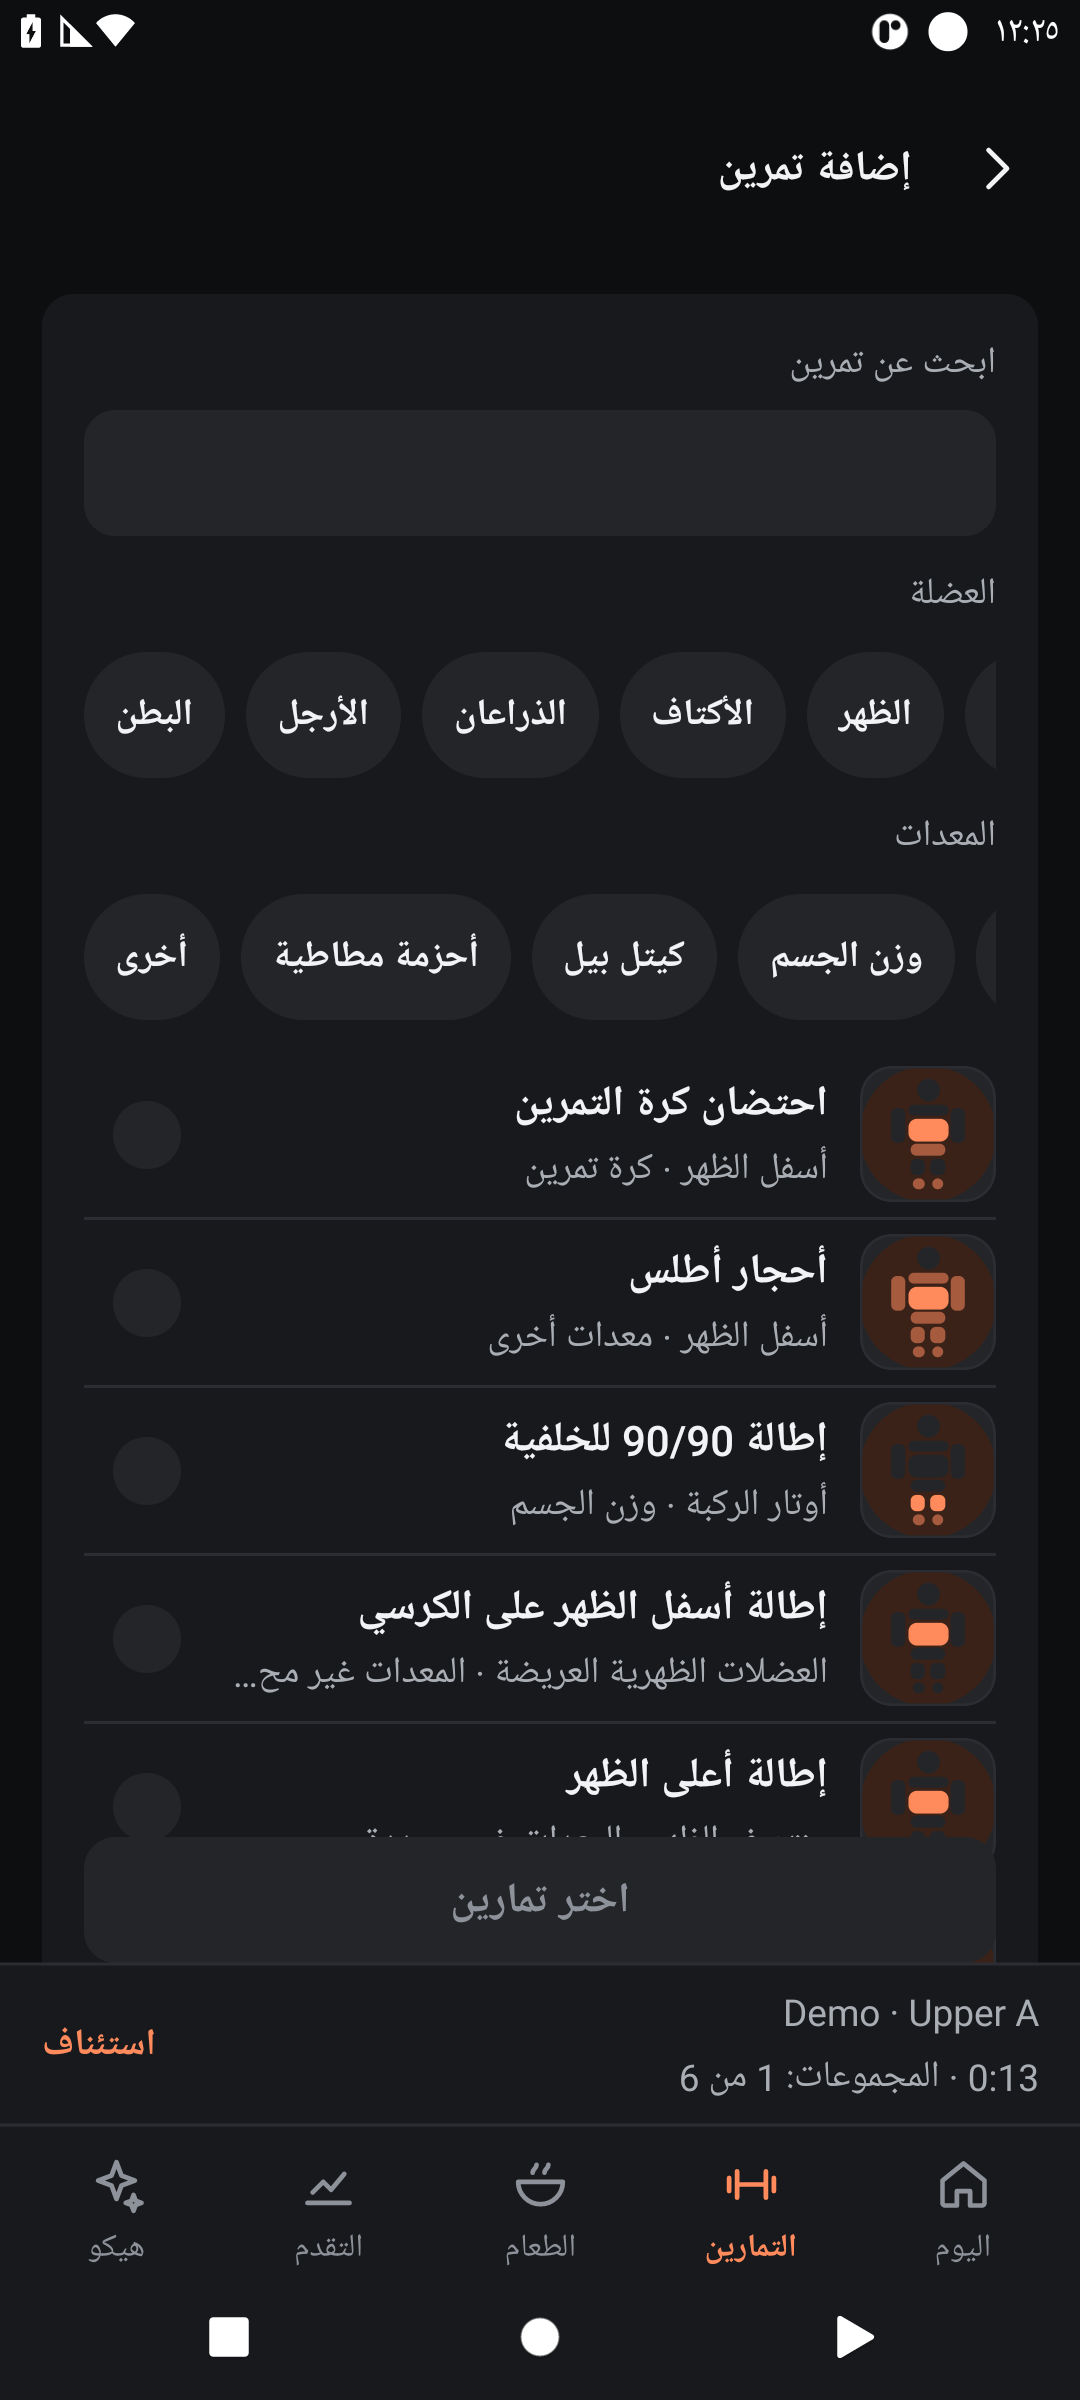 ١٢:٢٥
إضافة تمرين
ابحث عن تمرين
العضلة
الظهر
الأكتاف
الذراعان
الأرجل
البطن
المعدات
وزن الجسم
كيتل بيل
أحزمة مطاطية
أخرى
احتضان كرة التمرين
أسفل الظهر · كرة تمرين
أحجار أطلس
أسفل الظهر · معدات أخرى
إطالة 90/90 للخلفية
أوتار الركبة · وزن الجسم
إطالة أسفل الظهر على الكرسي
العضلات الظهرية العريضة · المعدات غير مح...
إطالة أعلى الظهر
اختر تمارين
Demo · Upper A
0:13 · المجموعات: 1 من 6
استئناف
اليوم
التمارين
الطعام
التقدم
هيكو